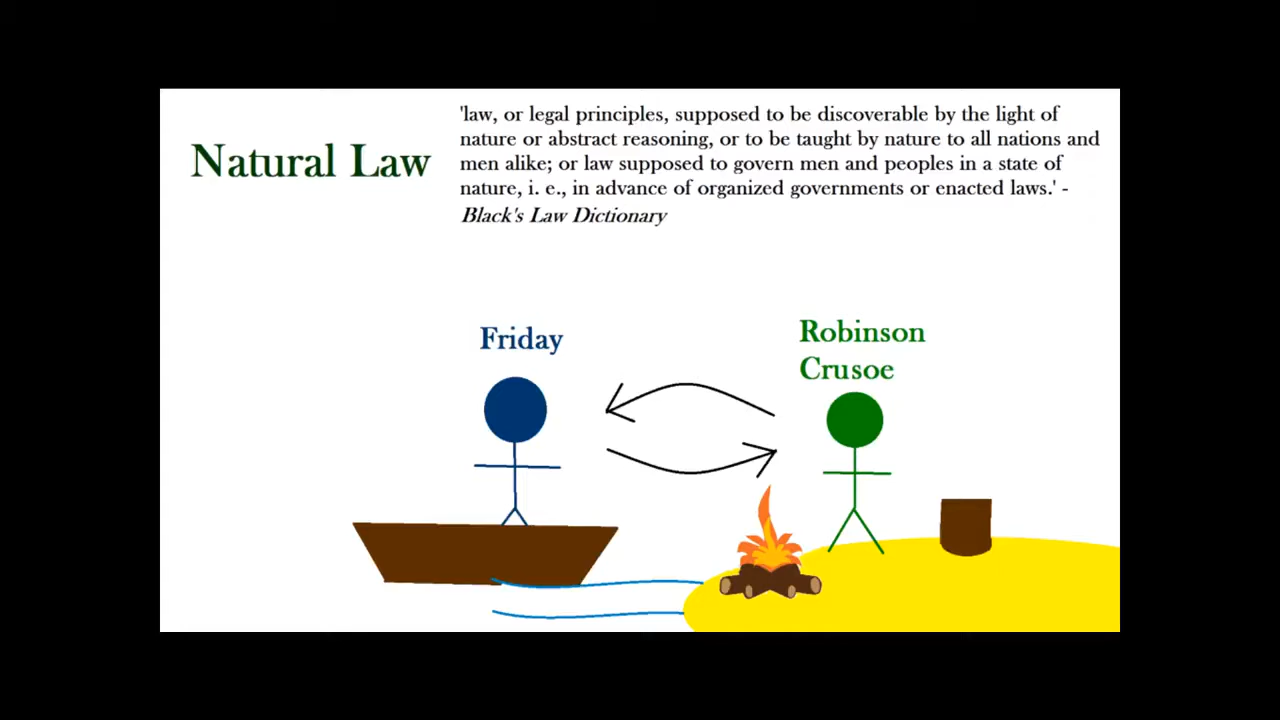 Natural Law
'law, or legal principles, supposed to be discoverable by the light of
nature or abstract reasoning, or to be taught by nature to all nations and
men alike; or law supposed to govern men and peoples in a state of
nature, i. e., in advance of organized governments or enacted laws.' -
Black's Law Dictionary
Friday
Robinson
Crusoe